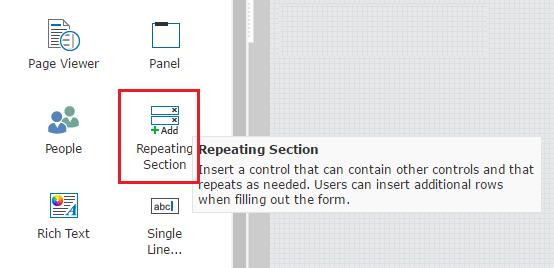 Page Viewer
Panel
People
Add
Repeating
Section
Repeating Section
Insert a control that can contain other controls and that
repeats as needed. Users can insert additional rows
when filling out the form.
A
Rich Text
abc
Single
Line...